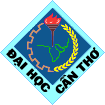 ĐẠI HỌC CẦN THƠ